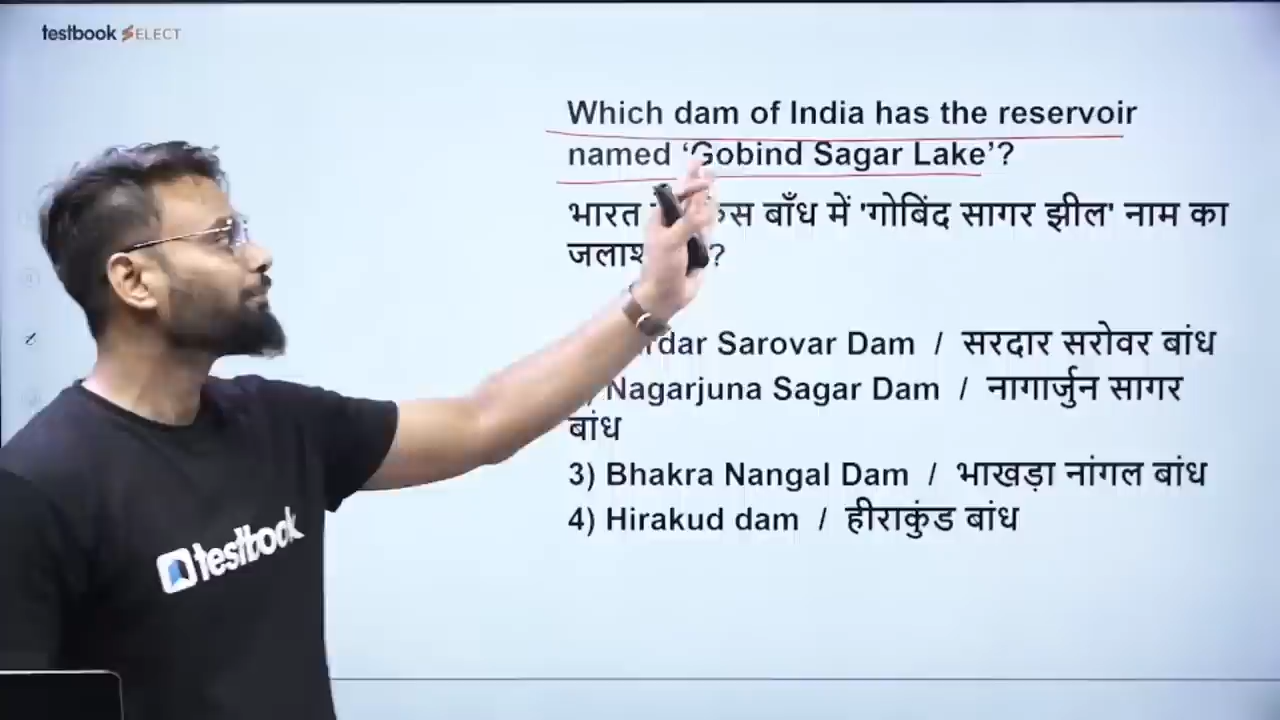 testbook SELECT
Which dam of India has the reservoir
named ‘Gobind Sagar Lake’?
भारत बाँध में 'गोबिंद सागर झील' नाम का
?
Sarovar Dam / सरदार सरोवर बांध
Nagarjuna Sagar Dam / नागार्जुन सागर
बांध
3) Bhakra Nangal Dam / भाखड़ा नांगल बांध
4) Hirakud dam / हीराकुंड बांध
testbook